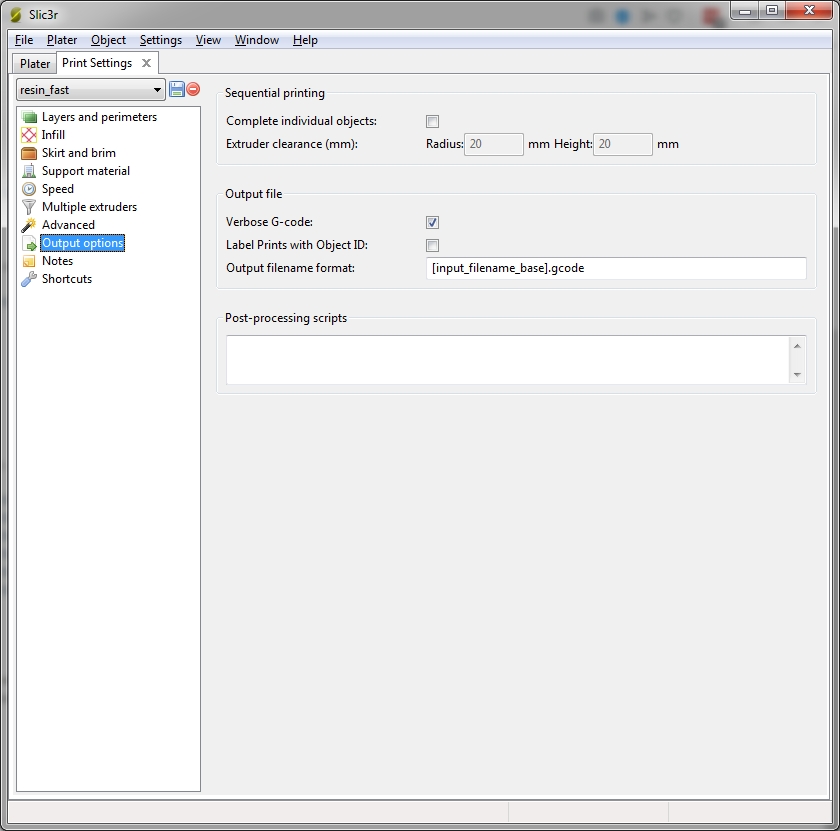 Slic3r
File Plater Object Settings View Window Help
Plater Print Settings
resin_fast
Layers and perimeters
Infill
Skirt and brim
Support material
Speed
Multiple extruders
Advanced
Output options
Notes
Shortcuts
Sequential printing
Complete individual objects:
Extruder clearance (mm): Radius: 20 mm Height: 20 mm
Output file
Verbose G-code:
Label Prints with Object ID:
Output filename format: [input_filename_base].gcode
Post-processing scripts